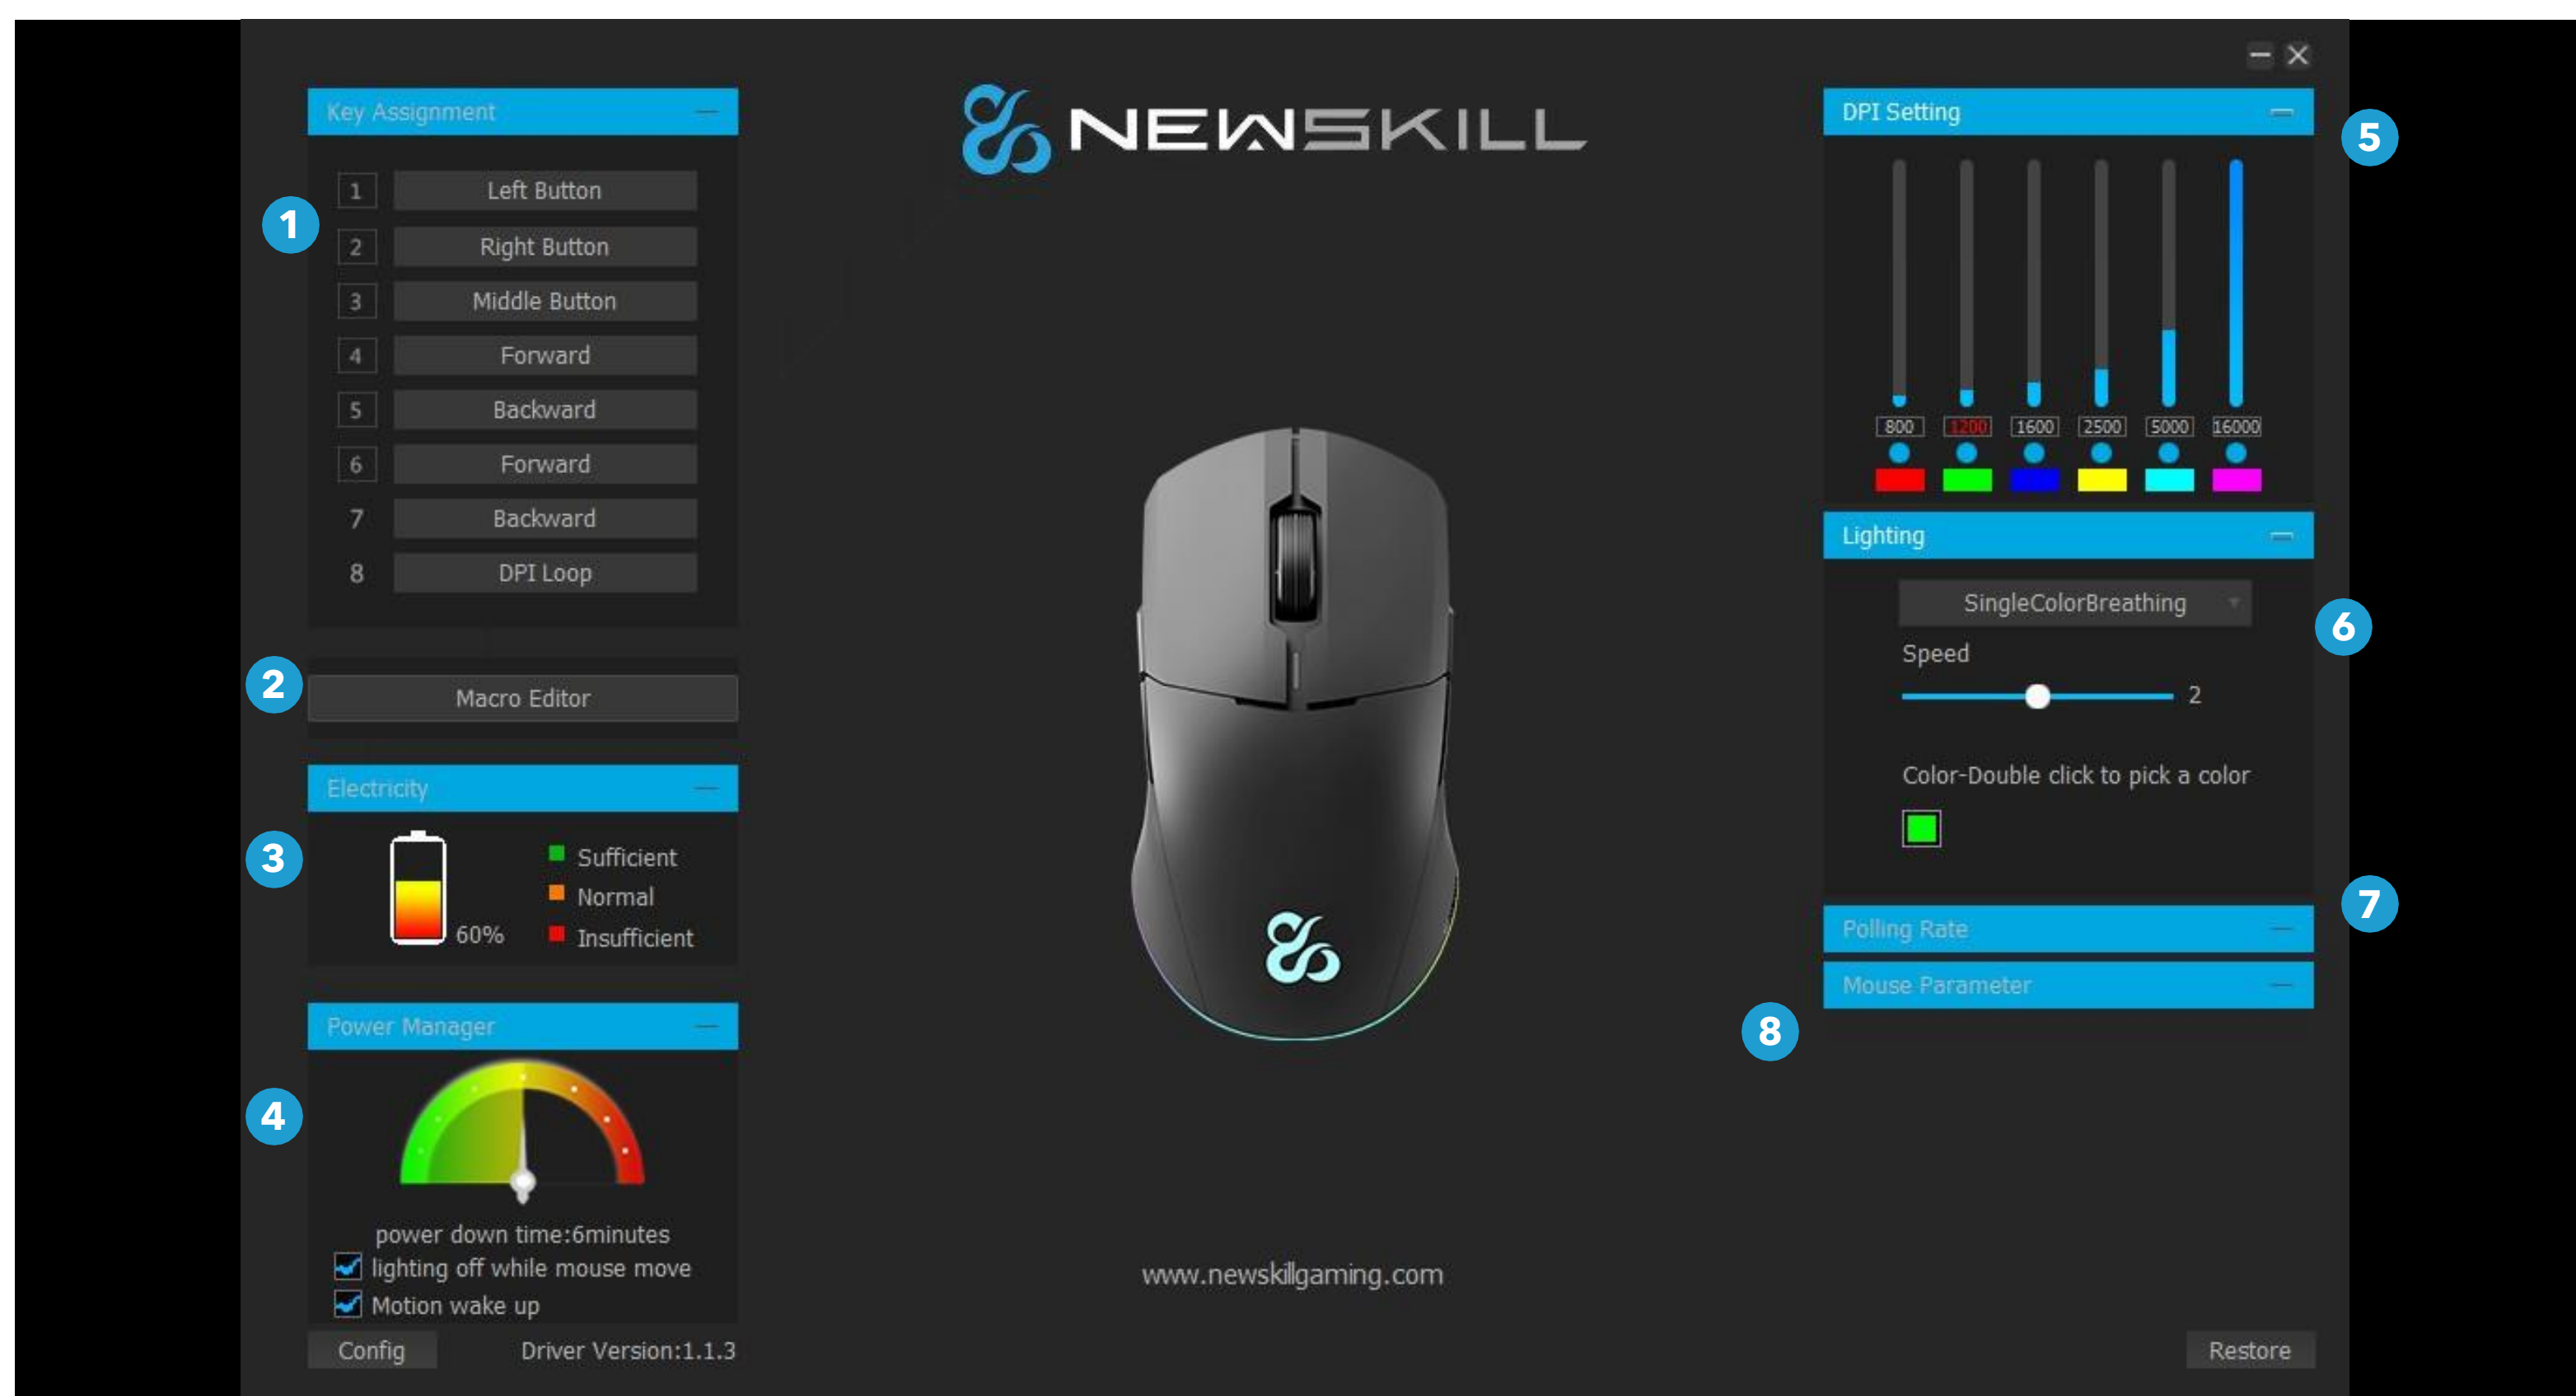 NEWSKILL
Key Assignment
1
1 Left Button
2 Right Button
3 Middle Button
4 Forward
5 Backward
6 Forward
7 Backward
8 DPI Loop
2
Macro Editor
Electricity
3
Sufficient
Normal
60%
Insufficient
Power Manager
4
power down time:6minutes
lighting off while mouse move
Motion wake up
Config
Driver Version:1.1.3
www.newskillgaming.com
DPI Setting
5
800 1200 1600 2500 5000 16000
Lighting
SingleColorBreathing
6
Speed
2
Color-Double click to pick a color
7
Polling Rate
Mouse Parameter
8
Restore